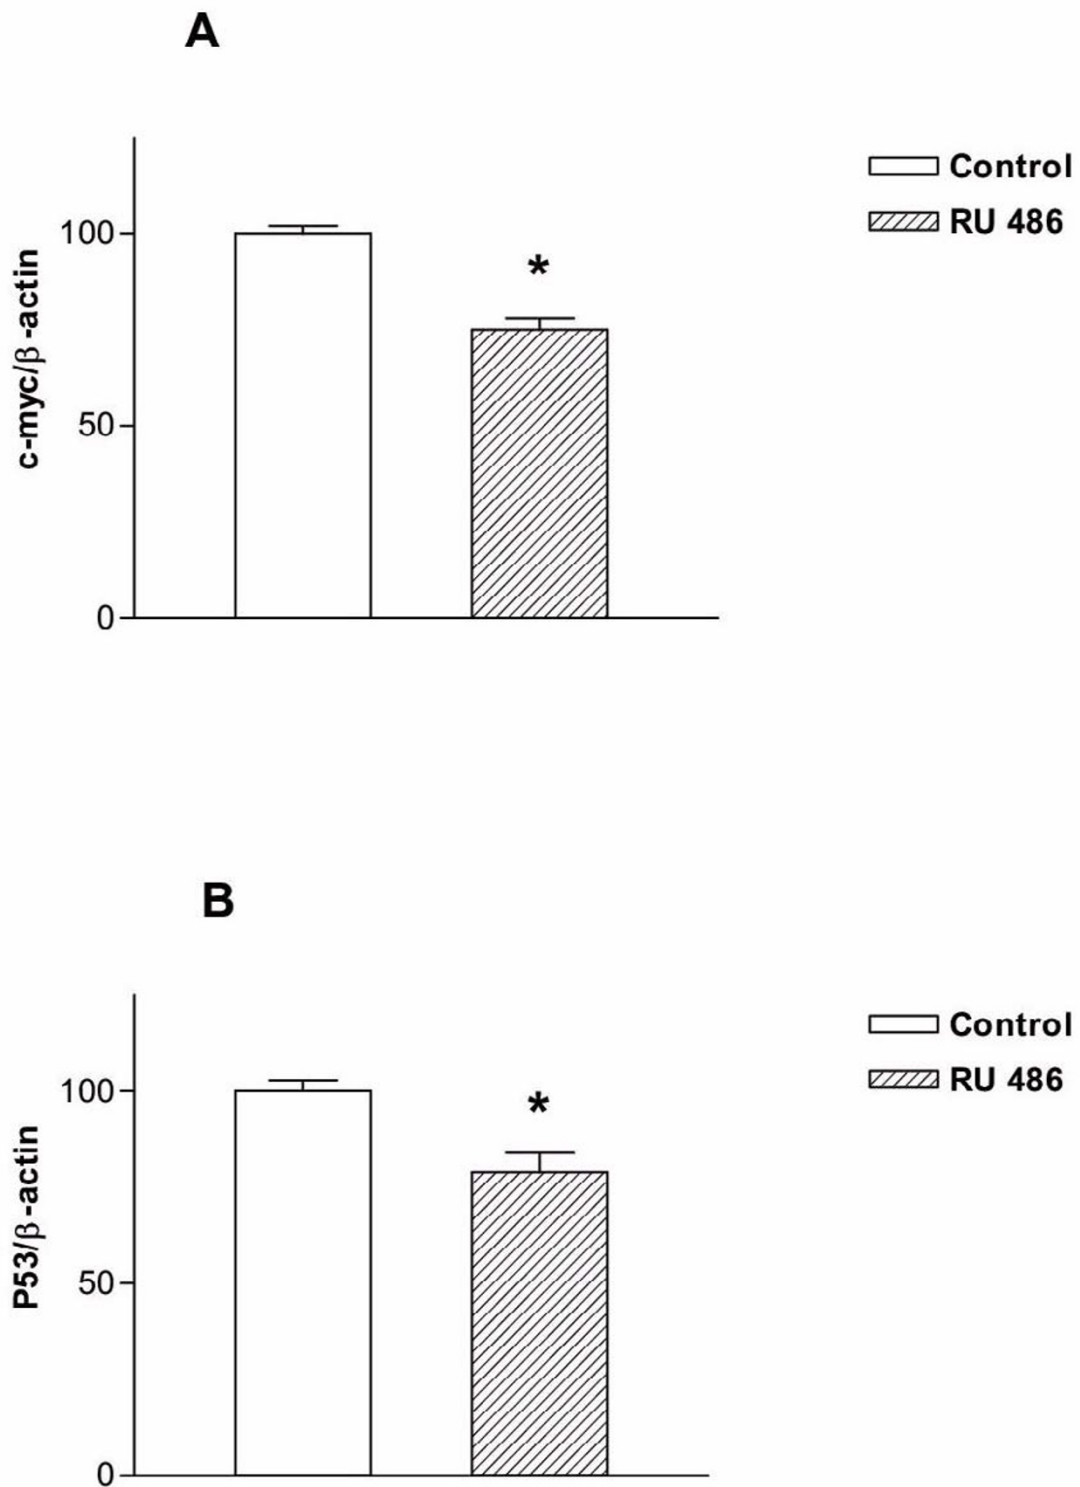 A
Control
RU 486
100
50
0
c-myc/β-actin
*
B
Control
RU 486
100
50
0
P53/β-actin
*